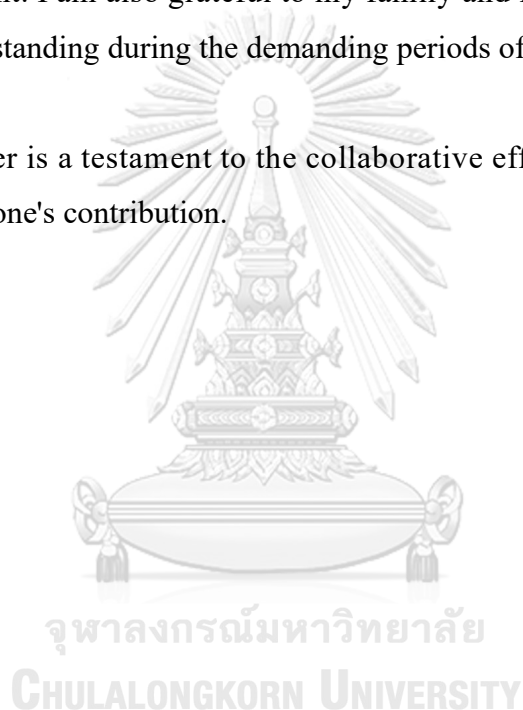 I am also grateful to my family and
standing during the demanding periods of
er is a testament to the collaborative eff
one's contribution.
จุฬาลงกรณ์มหาวิทยาลัย
CHULALONGKORN UNIVERSITY